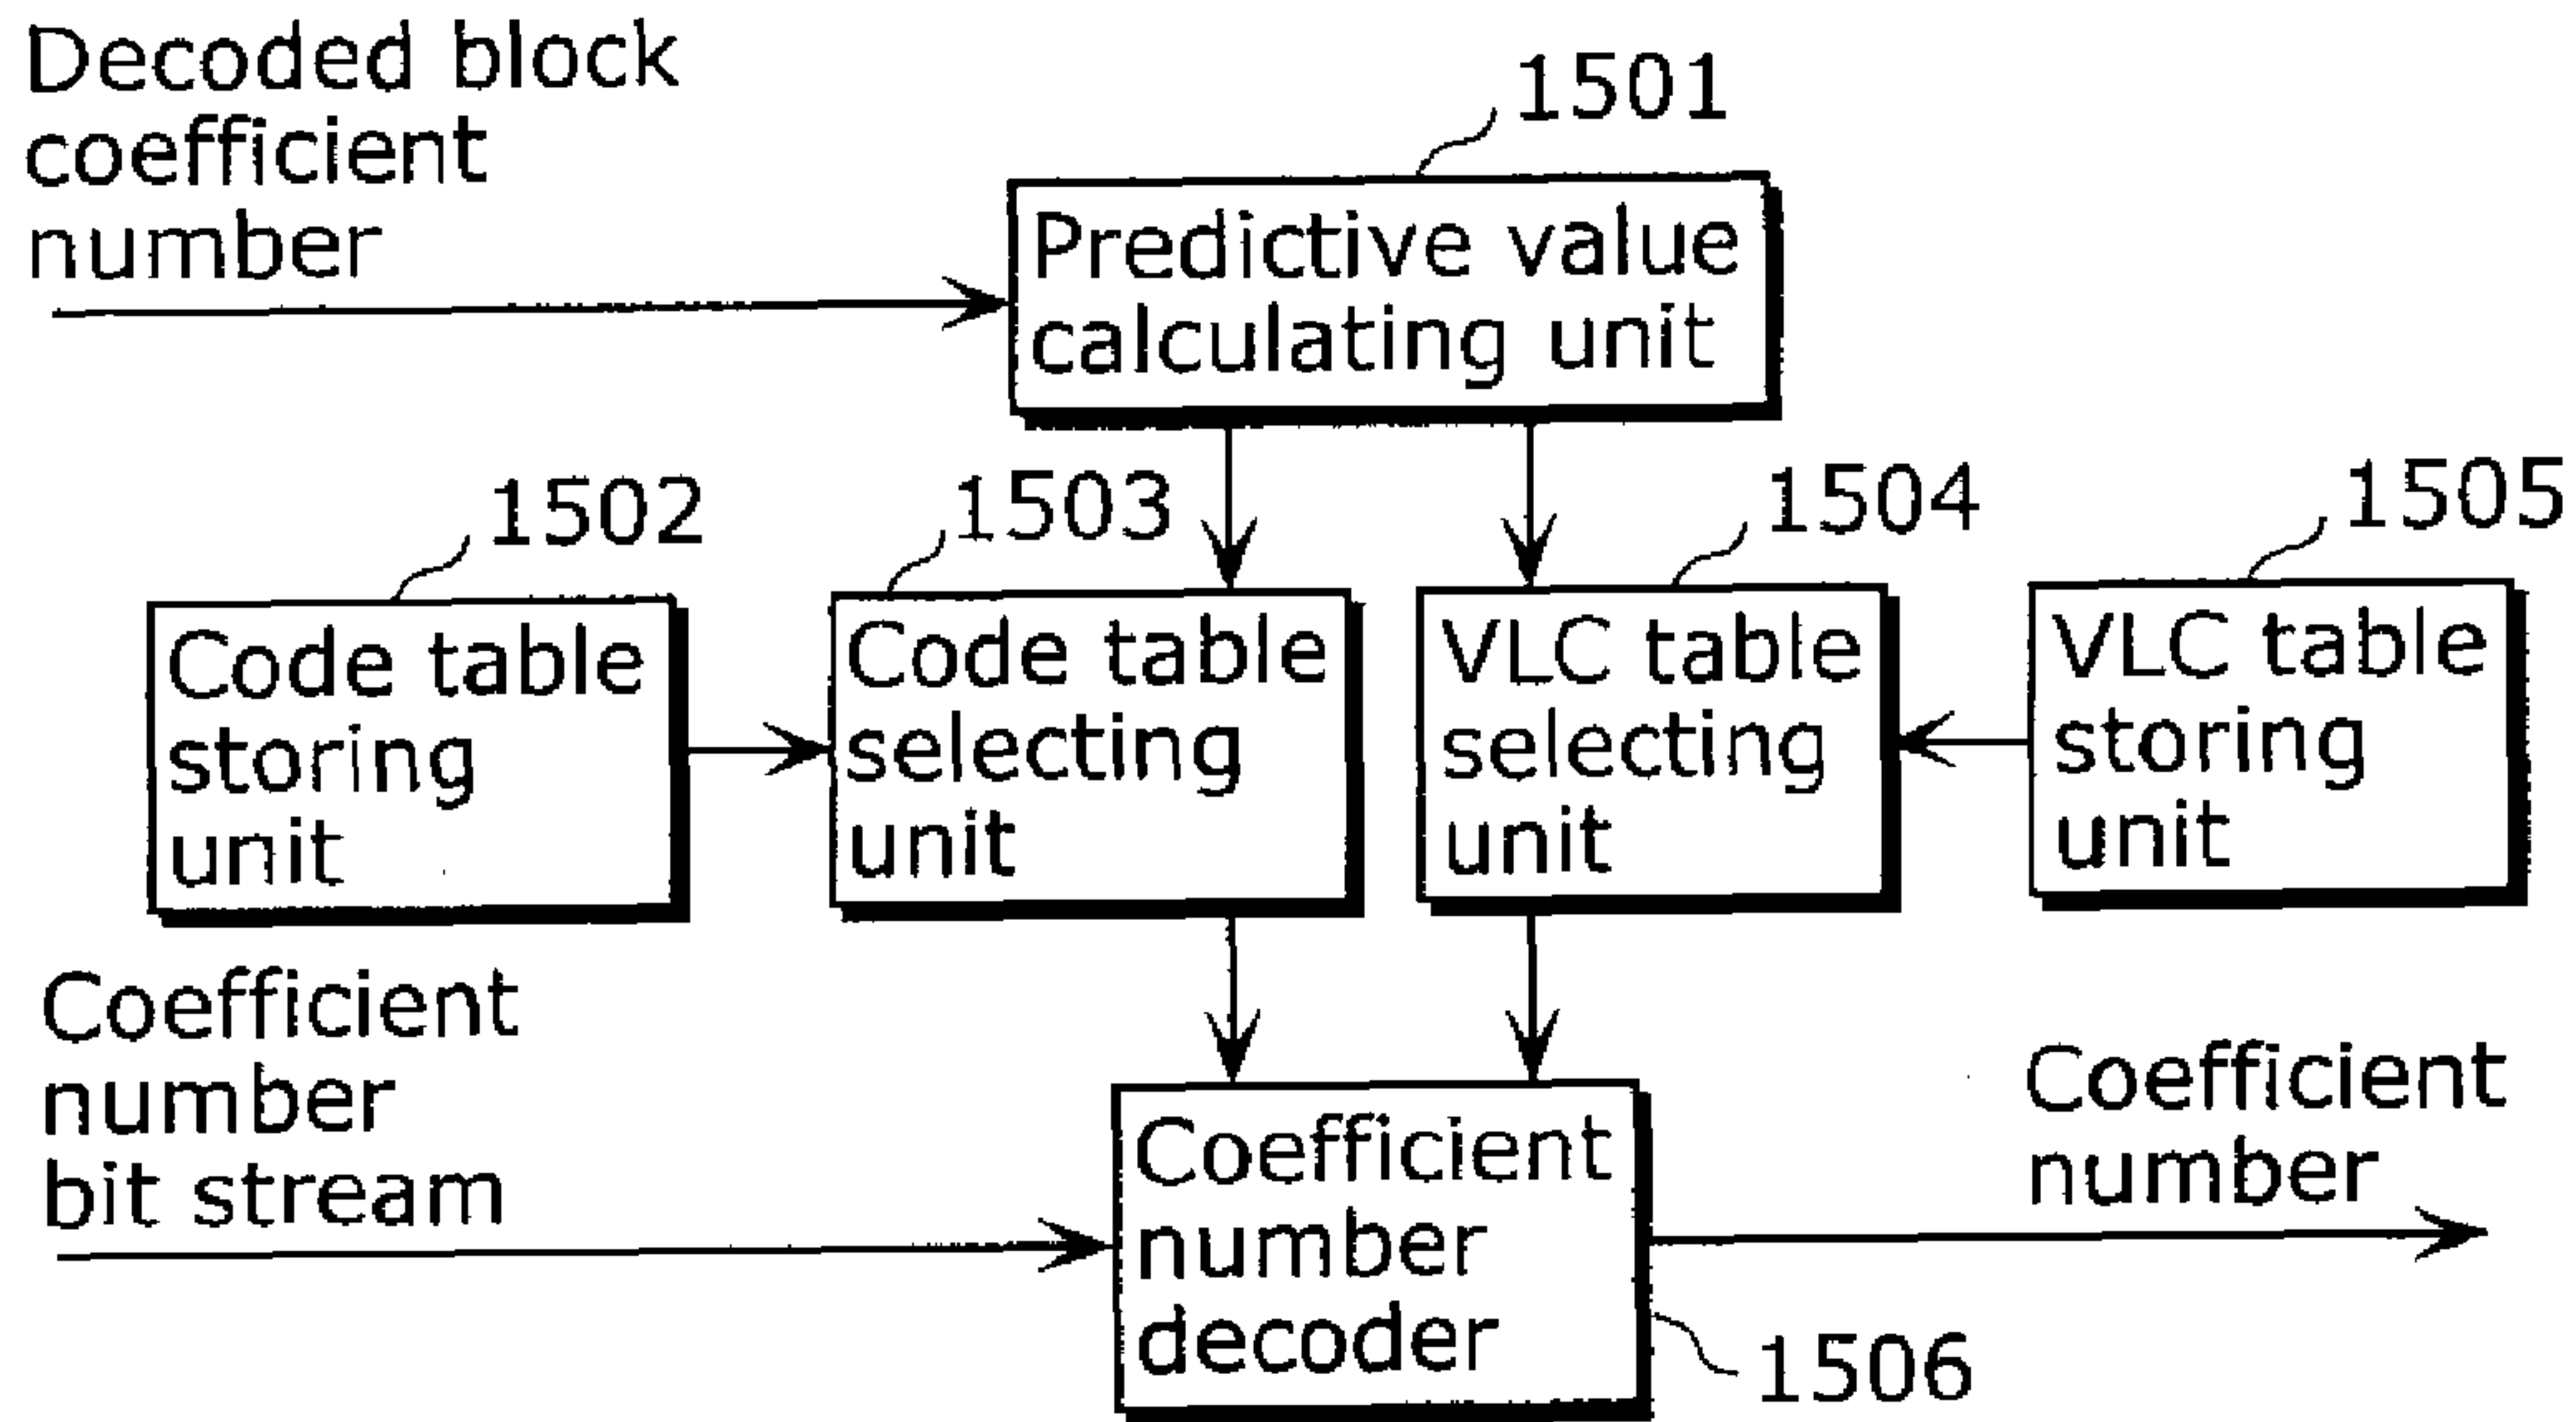 Decoded block
coefficient
number
1501
Predictive value
calculating unit
1502
1503
1504
1505
Code table
storing
unit
Code table
selecting
unit
VLC table
selecting
unit
VLC table
storing
unit
Coefficient
number
bit stream
Coefficient
number
decoder
Coefficient
number
1506